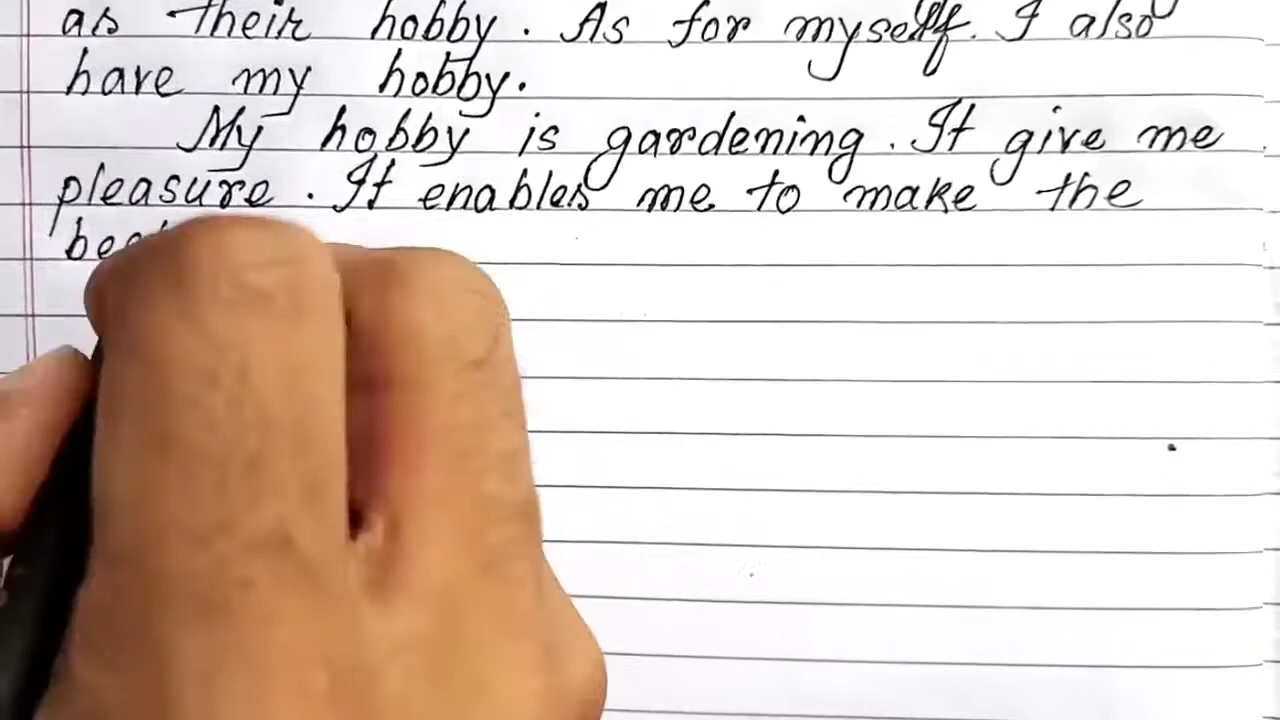 as their hobby. As for myself. I also
have my hobby.
My hobby is gardening. It give me
pleasure. It enables me to make the